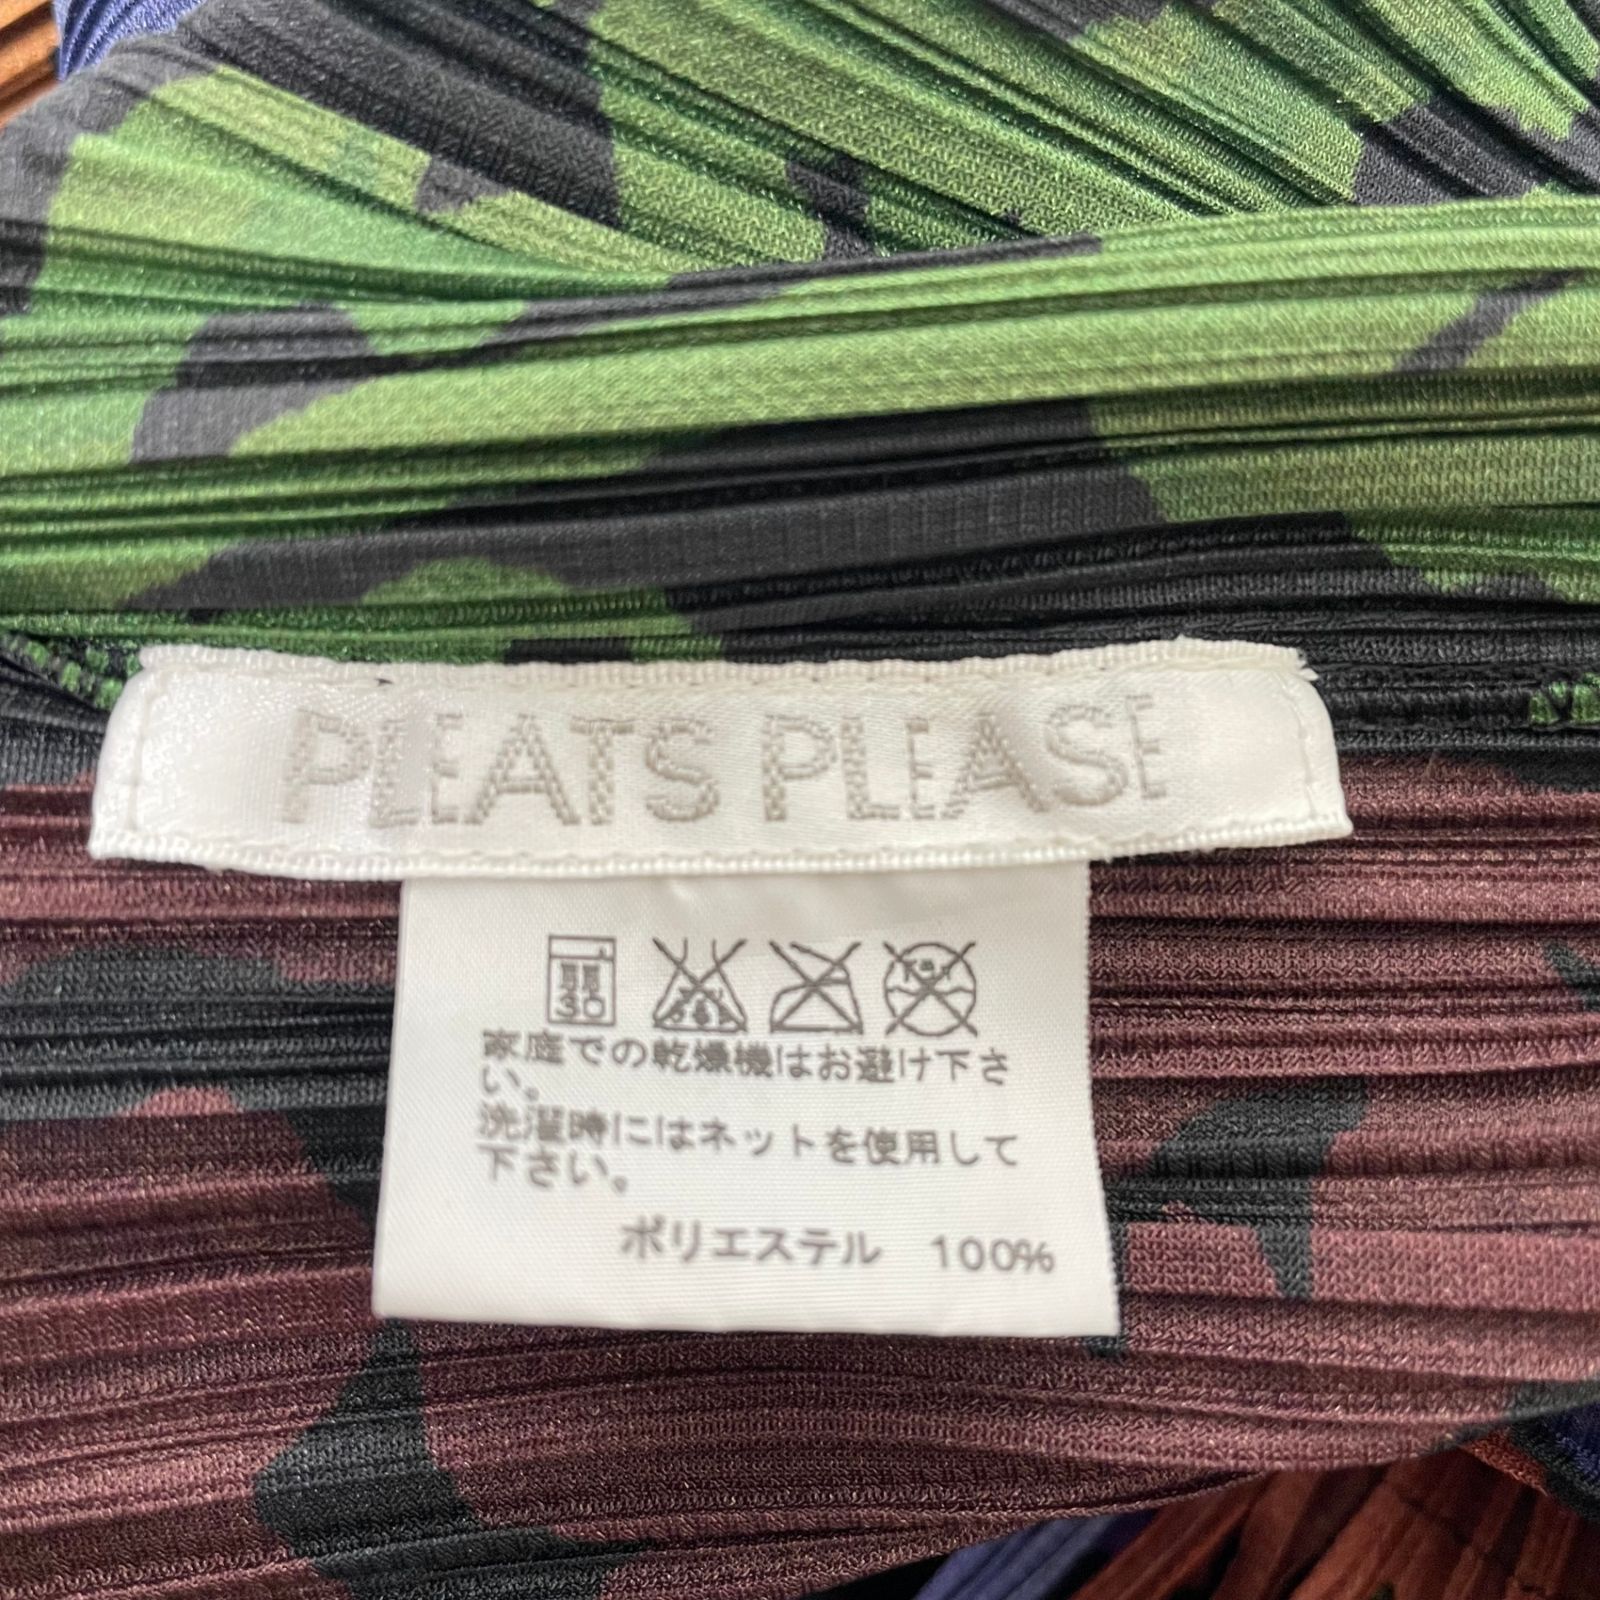 PLEATS PLEASE
弱
30
家庭での乾燥機はお避け下さ
い。
洗濯時にはネットを使用して
下さい。
ポリエステル 100%